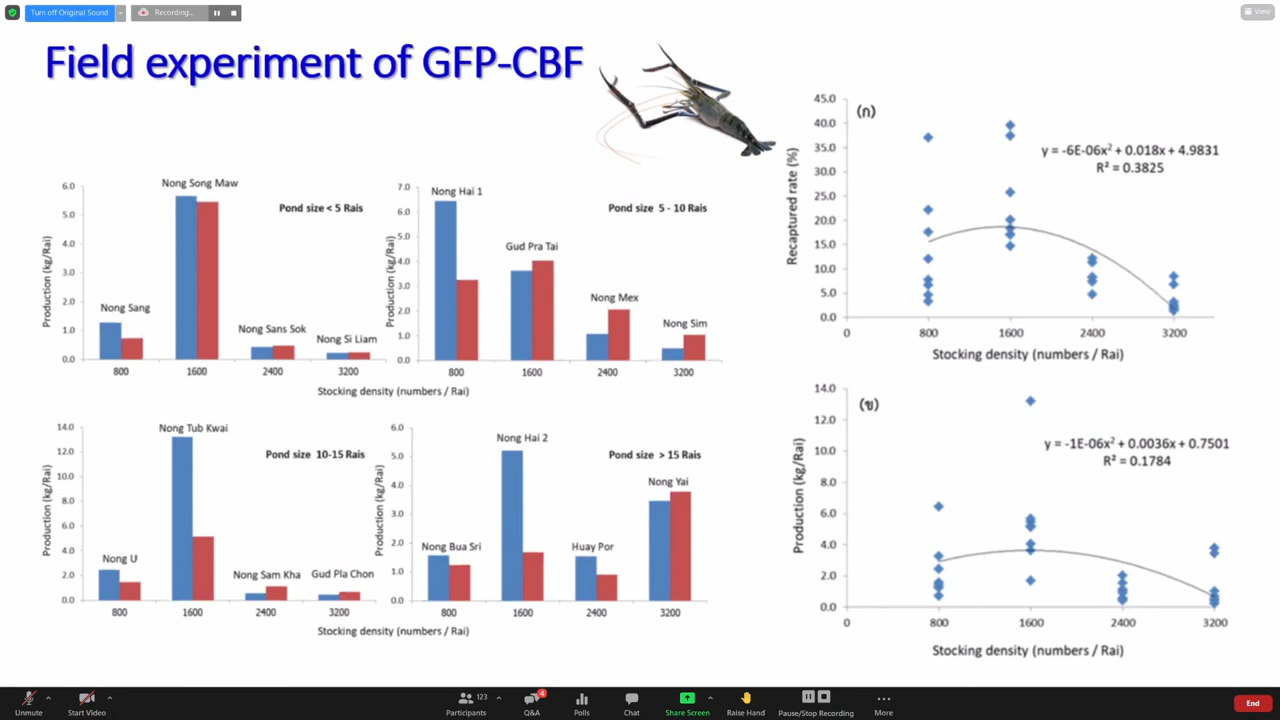 Turn off Original Sound
Recording...
View
Field experiment of GFP-CBF
6.0
5.0
4.0
3.0
2.0
1.0
0.0
Production (kg/Rai)
Nong Song Maw
Pond size < 5 Rais
Nong Sang
Nong Sans Sok
Nong Si Liam
800
1600
2400
3200
7.0
6.0
5.0
4.0
3.0
2.0
1.0
0.0
Production (kg/Rai)
Nong Hai 1
Pond size 5 - 10 Rais
Gud Pra Tai
Nong Mex
Nong Sim
800
1600
2400
3200
Stocking density (numbers / Rai)
14.0
12.0
10.0
8.0
6.0
4.0
2.0
0.0
Production (kg/Rai)
Nong Tub Kwai
Pond size 10-15 Rais
Nong U
Nong Sam Kha
Gud Pla Chon
800
1600
2400
3200
6.0
5.0
4.0
3.0
2.0
1.0
0.0
Production (kg/Rai)
Nong Hai 2
Pond size > 15 Rais
Nong Yai
Nong Bua Sri
Huay Por
800
1600
2400
3200
Stocking density (numbers / Rai)
45.0
40.0
35.0
30.0
25.0
20.0
15.0
10.0
5.0
0.0
Recaptured rate (%)
(ก)
y = -6E-06x² + 0.018x + 4.9831
R² = 0.3825
0
800
1600
2400
3200
Stocking density (numbers / Rai)
14.0
12.0
10.0
8.0
6.0
4.0
2.0
0.0
Production (kg/Rai)
(ข)
y = -1E-06x² + 0.0036x + 0.7501
R² = 0.1784
0
800
1600
2400
3200
Stocking density (numbers / Rai)
Unmute
Start Video
123
Participants
4
Q&A
Polls
Chat
Share Screen
Raise Hand
Pause/Stop Recording
More
End